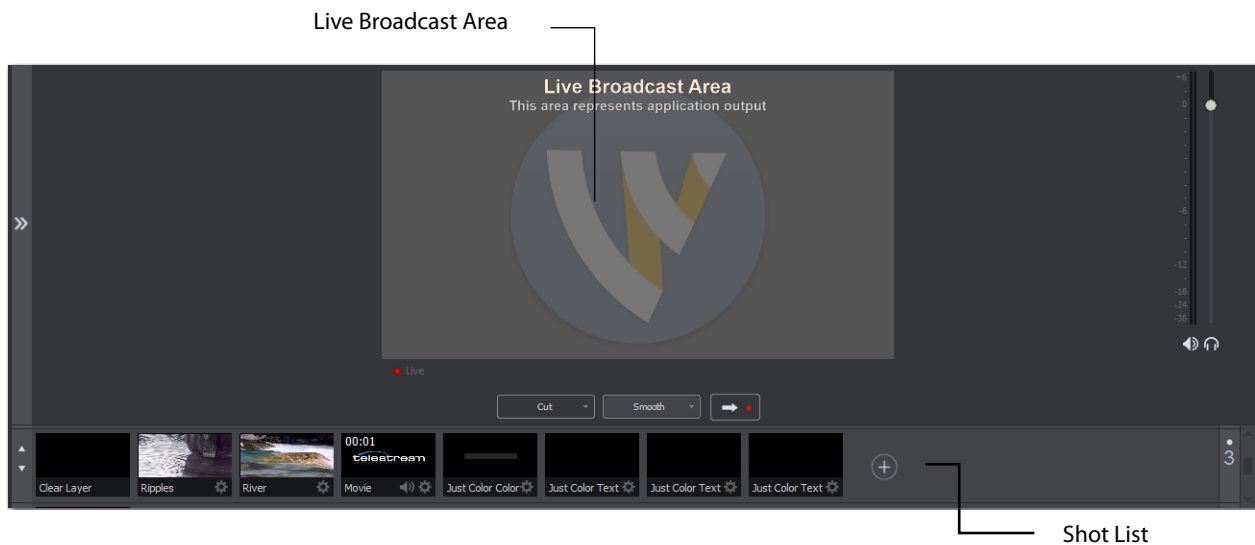 Live Broadcast Area
Live Broadcast Area
This area represents application output
+6
0
-6
-12
-18
-24
-36
Live
Cut
Smooth
00:01
telestream
3
Clear Layer
Ripples
River
Movie
Just Color Color
Just Color Text
Just Color Text
Just Color Text
Shot List